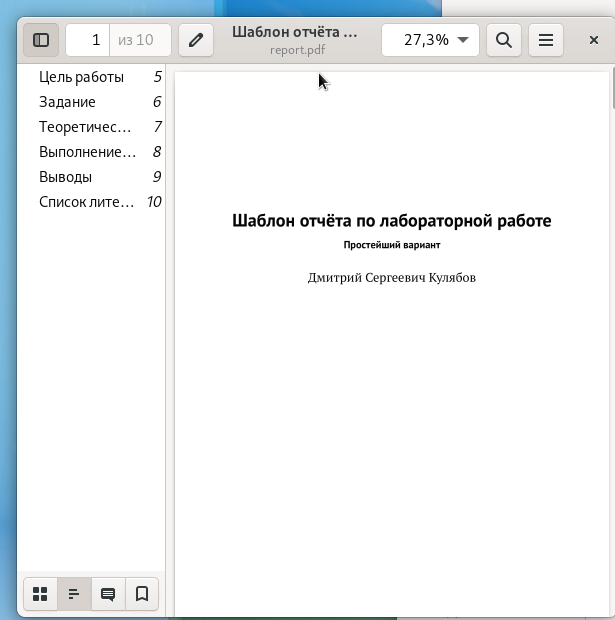 1 из 10
Шаблон отчёта ...
report.pdf
27,3%
Цель работы 5
Задание 6
Теоретичес... 7
Выполнение... 8
Выводы 9
Список лите... 10
Шаблон отчёта по лабораторной работе
Простейший вариант
Дмитрий Сергеевич Кулябов